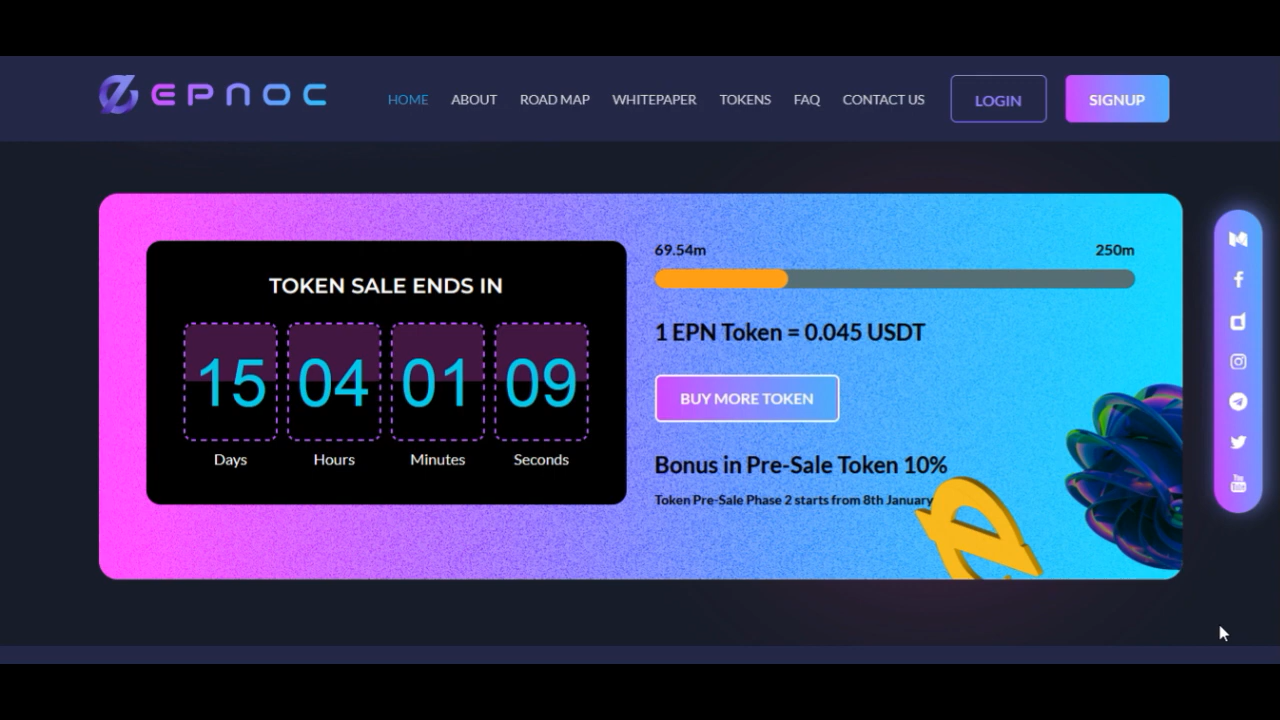 EPNOC
HOME ABOUT ROAD MAP WHITEPAPER TOKENS FAQ CONTACT US LOGIN SIGNUP
TOKEN SALE ENDS IN
15 04 01 09
Days Hours Minutes Seconds
69.54m 250m
1 EPN Token = 0.045 USDT
BUY MORE TOKEN
Bonus in Pre-Sale Token 10%
Token Pre-Sale Phase 2 starts from 8th January
You Tube